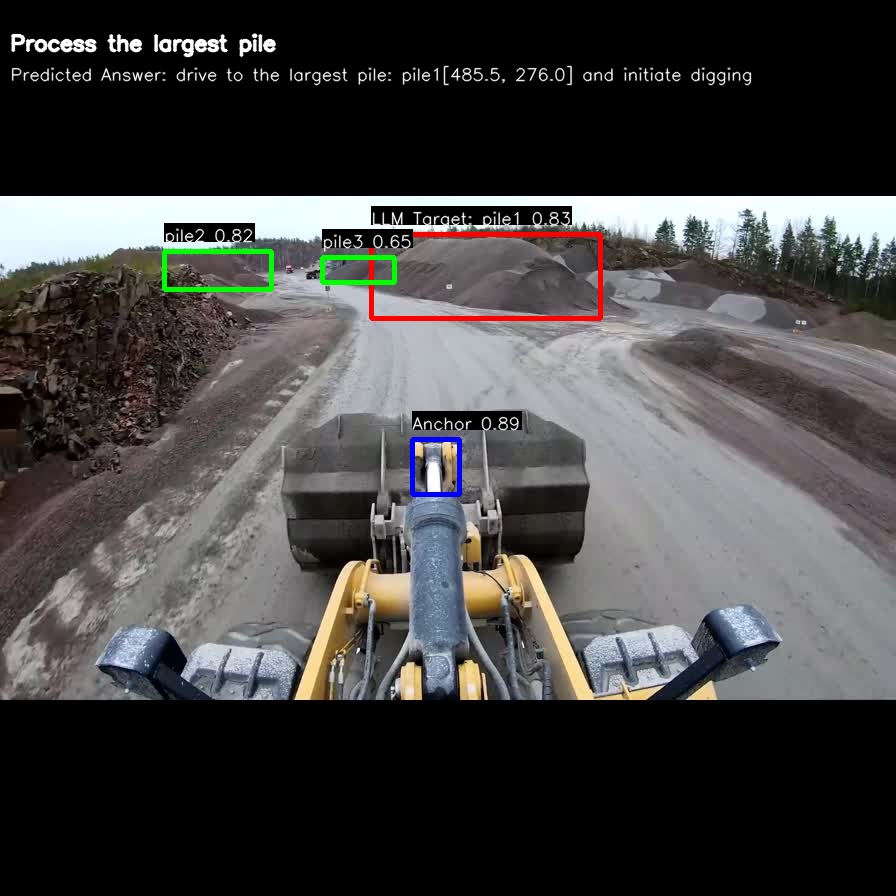 Process the largest pile
Predicted Answer: drive to the largest pile: pile1[485.5, 276.0] and initiate digging
LLM Target: pile1 0.83
pile2 0.82
pile3 0.65
Anchor 0.89